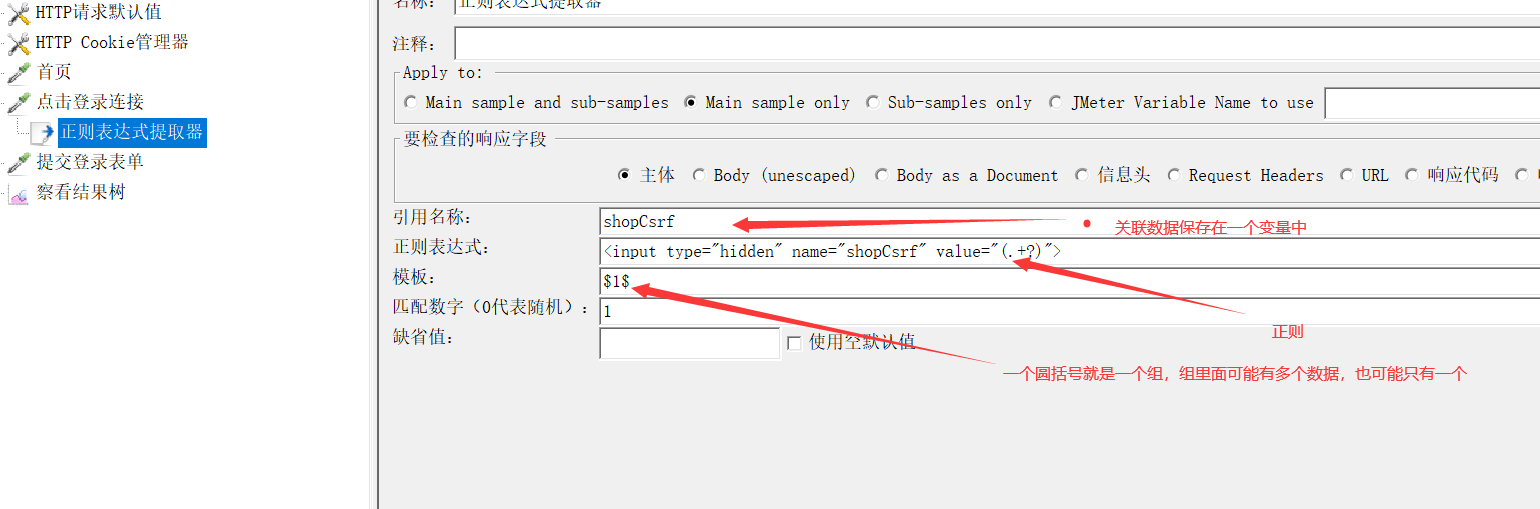 HTTP请求默认值
HTTP Cookie管理器
首页
点击登录连接
正则表达式提取器
提交登录表单
察看结果树
名称: 正则表达式提取器
注释:
Apply to:
Main sample and sub-samples Main sample only Sub-samples only JMeter Variable Name to use
要检查的响应字段
主体 Body (unescaped) Body as a Document 信息头 Request Headers URL 响应代码
引用名称: shopCsrf
关联数据保存在一个变量中
正则表达式: <input type="hidden" name="shopCsrf" value="(.+?)">
模板: $1$
匹配数字（0代表随机）: 1
正则
缺省值: 使用空默认值
一个圆括号就是一个组，组里面可能有多个数据，也可能只有一个